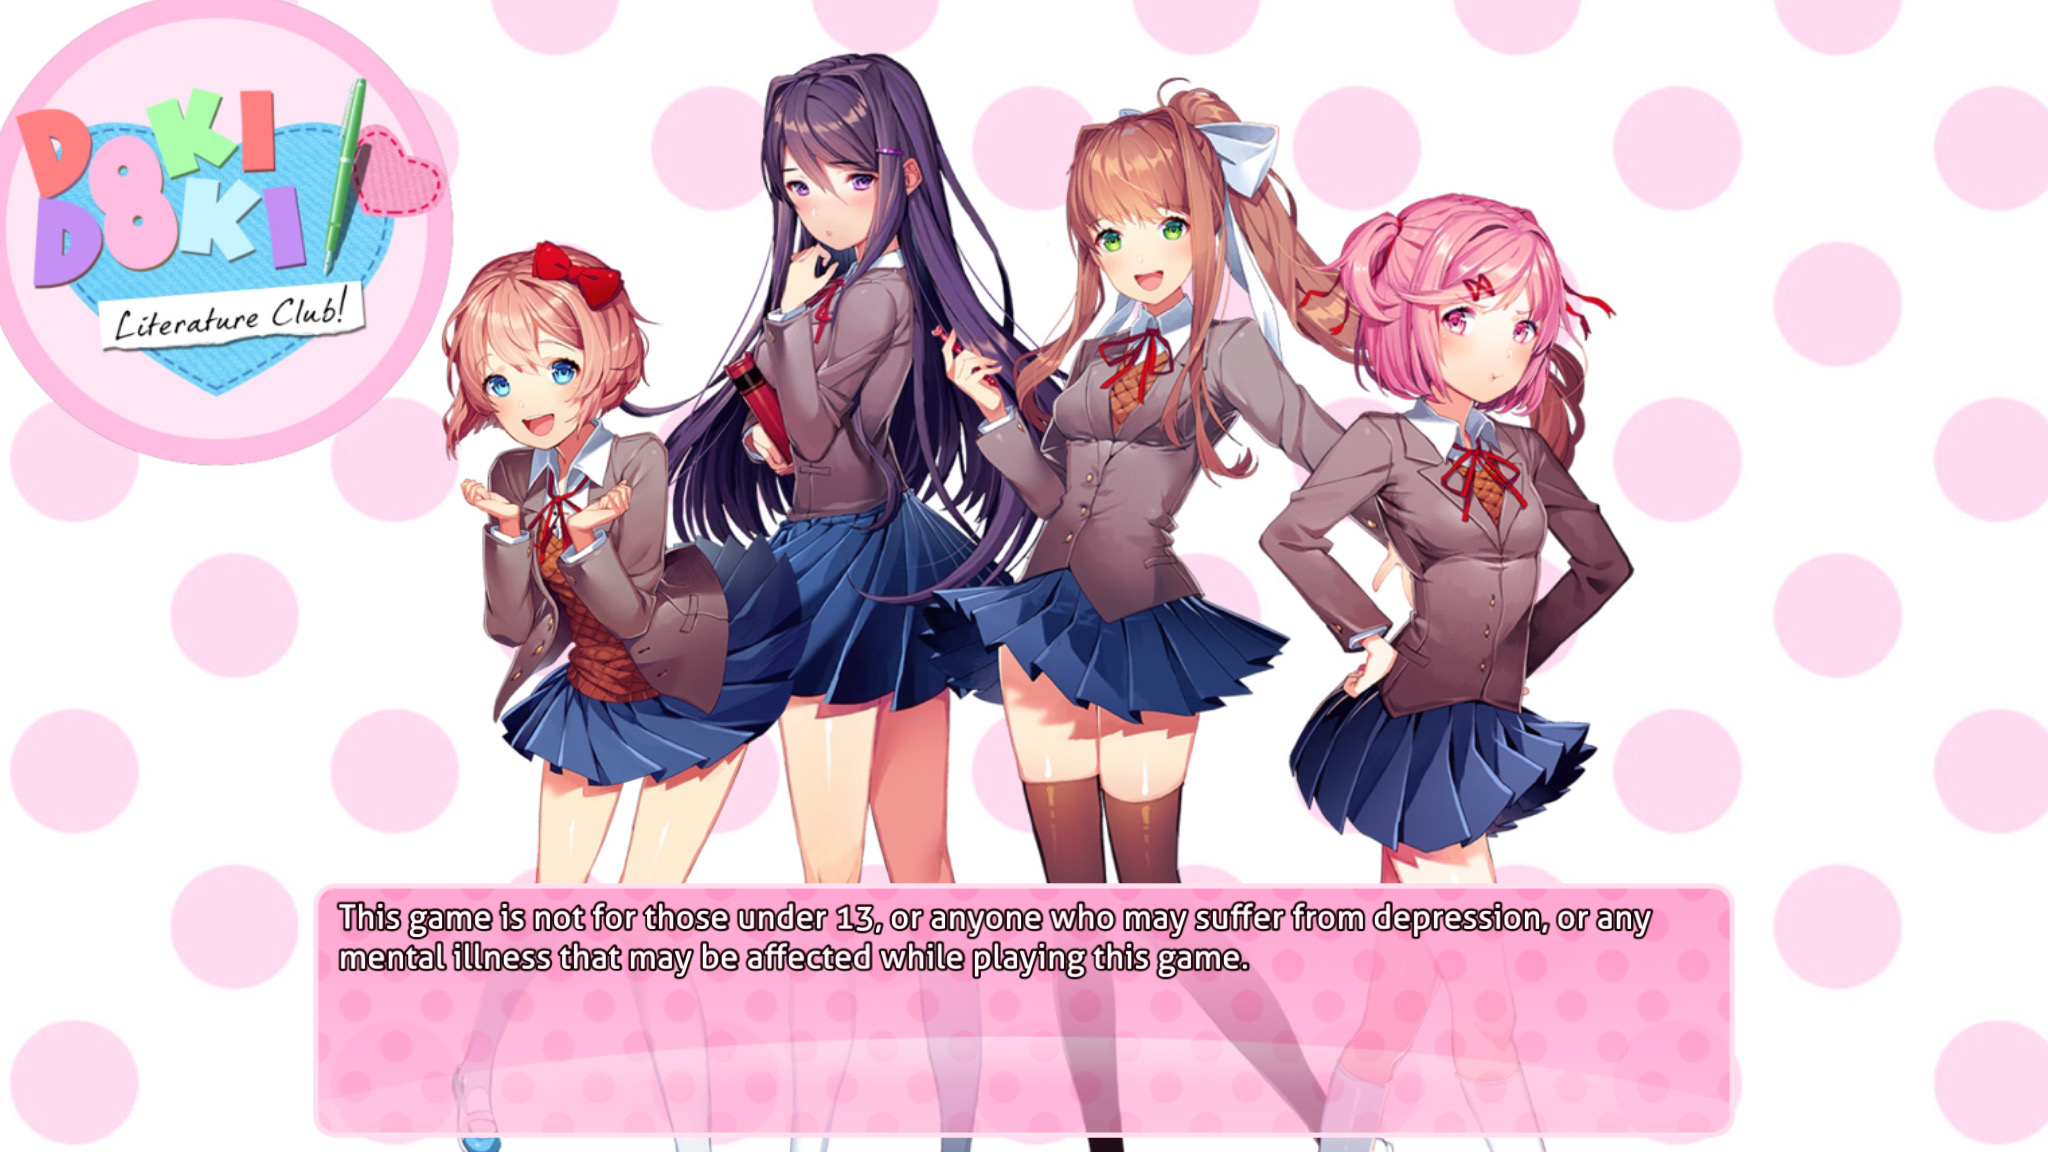 DOKI
DOKI
Literature Club!
This game is not for those under 13, or anyone who may suffer from depression, or any
mental illness that may be affected while playing this game.